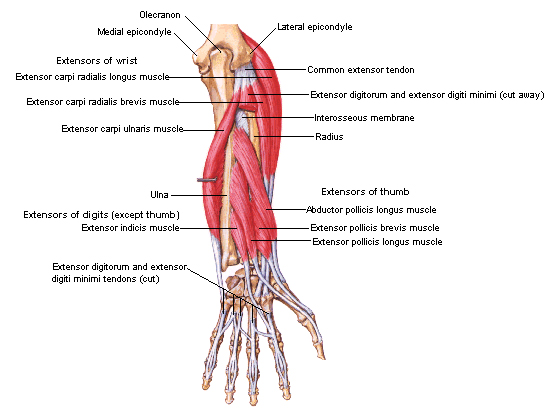 Olecranon
Medial epicondyle
Lateral epicondyle
Extensors of wrist
Common extensor tendon
Extensor carpi radialis longus muscle
Extensor digitorum and extensor digiti minimi (cut away)
Extensor carpi radialis brevis muscle
Interosseous membrane
Extensor carpi ulnaris muscle
Radius
Ulna
Extensors of thumb
Abductor pollicis longus muscle
Extensors of digits (except thumb)
Extensor indicis muscle
Extensor pollicis brevis muscle
Extensor pollicis longus muscle
Extensor digitorum and extensor
digiti minimi tendons (cut)